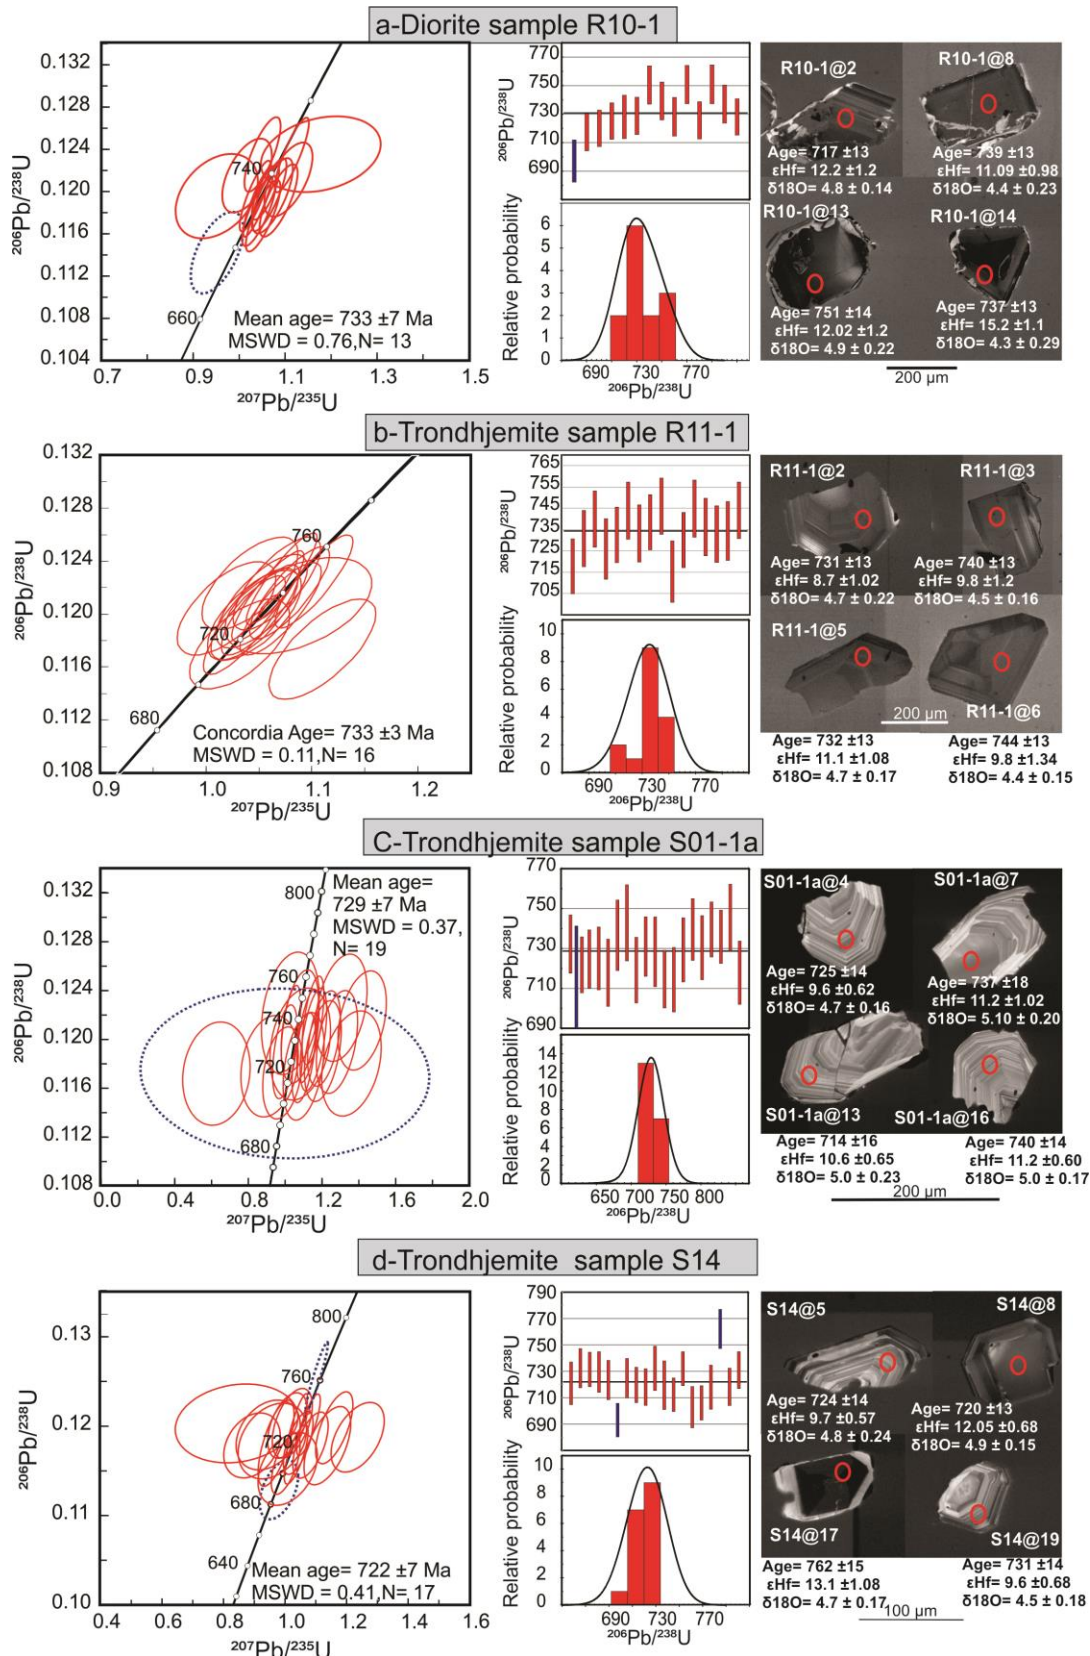 a-Diorite sample R10-1
0.134
0.128
0.124
0.120
0.116
0.112
0.108
0.104
²⁰⁶Pb/²³⁸U
740
660
Mean age= 733 ±7 Ma
MSWD = 0.76,N= 13
0.7 0.9 1.1 1.3 1.5
²⁰⁷Pb/²³⁵U
770
750
730
710
690
²⁰⁶Pb/²³⁸U
6
5
4
3
2
1
0
Relative probability
690 730 770
²⁰⁶Pb/²³⁸U
R10-1@2
R10-1@8
Age= 717 ±13
εHf= 12.2 ±1.2
δ18O= 4.8 ± 0.14
Age= 739 ±13
εHf= 11.09 ±0.98
δ18O= 4.4 ± 0.23
R10-1@13
R10-1@14
Age= 751 ±14
εHf= 12.02 ±1.2
δ18O= 4.9 ± 0.22
Age= 737 ±13
εHf= 15.2 ±1.1
δ18O= 4.3 ± 0.29
200 µm
b-Trondhjemite sample R11-1
0.132
0.128
0.124
0.120
0.116
0.112
0.108
²⁰⁶Pb/²³⁸U
760
720
680
Concordia Age= 733 ±3 Ma
MSWD = 0.11,N= 16
0.9 1.0 1.1 1.2
²⁰⁷Pb/²³⁵U
765
755
745
735
725
715
705
²⁰⁶Pb/²³⁸U
10
8
6
4
2
0
Relative probability
690 730 770
²⁰⁶Pb/²³⁸U
R11-1@2
R11-1@3
Age= 731 ±13
εHf= 8.7 ±1.02
δ18O= 4.7 ± 0.22
Age= 740 ±13
εHf= 9.8 ±1.2
δ18O= 4.5 ± 0.16
R11-1@5
200 µm
R11-1@6
Age= 732 ±13
εHf= 11.1 ±1.08
δ18O= 4.7 ± 0.17
Age= 744 ±13
εHf= 9.8 ±1.34
δ18O= 4.4 ± 0.15
C-Trondhjemite sample S01-1a
0.134
0.128
0.124
0.120
0.116
0.112
0.108
²⁰⁶Pb/²³⁸U
800
760
740
720
680
Mean age=
729 ±7 Ma
MSWD = 0.37,
N= 19
0.0 0.4 0.8 1.2 1.6 2.0
²⁰⁷Pb/²³⁵U
770
750
730
710
690
²⁰⁶Pb/²³⁸U
14
12
10
8
6
4
2
0
Relative probability
650 700 750 800
²⁰⁶Pb/²³⁸U
S01-1a@4
S01-1a@7
Age= 725 ±14
εHf= 9.6 ±0.62
δ18O= 4.7 ± 0.16
Age= 737 ±18
εHf= 11.2 ±1.02
δ18O= 5.10 ± 0.20
S01-1a@13
S01-1a@16
Age= 714 ±16
εHf= 10.6 ±0.65
δ18O= 5.0 ± 0.23
Age= 740 ±14
εHf= 11.2 ±0.60
δ18O= 5.0 ± 0.17
200 µm
d-Trondhjemite sample S14
0.13
0.12
0.11
0.10
²⁰⁶Pb/²³⁸U
800
760
720
680
640
Mean age= 722 ±7 Ma
MSWD = 0.41,N= 17
0.4 0.6 0.8 1.0 1.2 1.4 1.6
²⁰⁷Pb/²³⁵U
790
770
750
730
710
690
²⁰⁶Pb/²³⁸U
10
8
6
4
2
0
Relative probability
690 730 770
²⁰⁶Pb/²³⁸U
S14@5
S14@8
Age= 724 ±14
εHf= 9.7 ±0.57
δ18O= 4.8 ± 0.24
Age= 720 ±13
εHf= 12.05 ±0.68
δ18O= 4.9 ± 0.15
S14@17
S14@19
Age= 762 ±15
εHf= 13.1 ±1.08
δ18O= 4.7 ± 0.17
Age= 731 ±14
εHf= 9.6 ±0.68
δ18O= 4.5 ± 0.18
100 µm